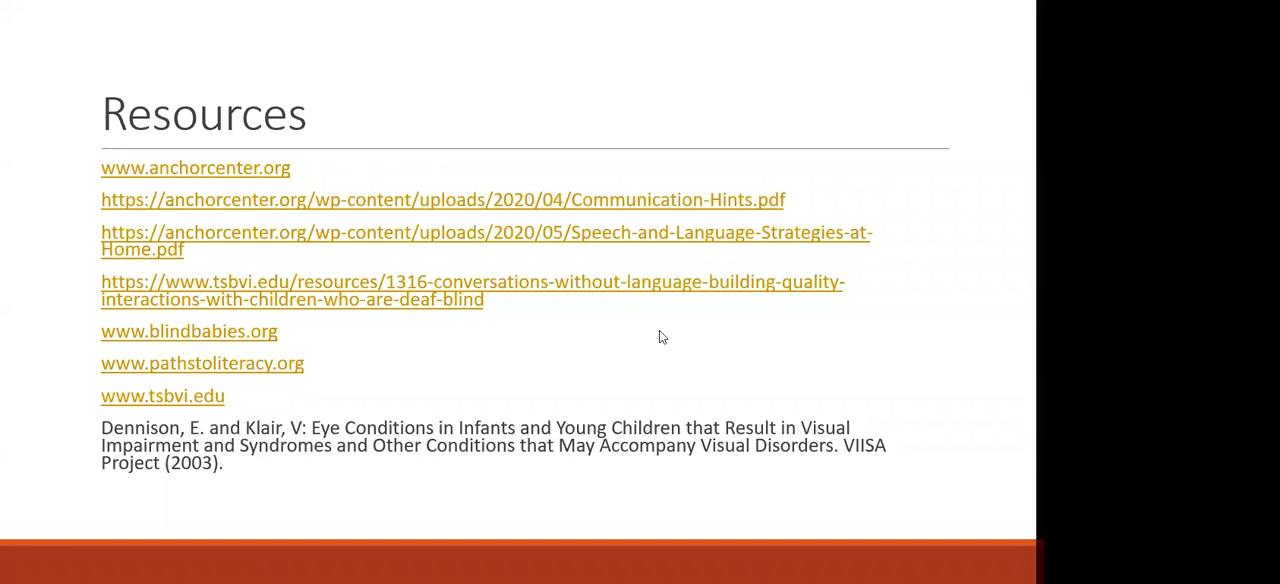 Resources
www.anchorcenter.org
https://anchorcenter.org/wp-content/uploads/2020/04/Communication-Hints.pdf
https://anchorcenter.org/wp-content/uploads/2020/05/Speech-and-Language-Strategies-at-
Home.pdf
https://www.tsbvi.edu/resources/1316-conversations-without-language-building-quality-
interactions-with-children-who-are-deaf-blind
www.blindbabies.org
www.pathstoliteracy.org
www.tsbvi.edu
Dennison, E. and Klair, V: Eye Conditions in Infants and Young Children that Result in Visual
Impairment and Syndromes and Other Conditions that May Accompany Visual Disorders. VIISA
Project (2003).